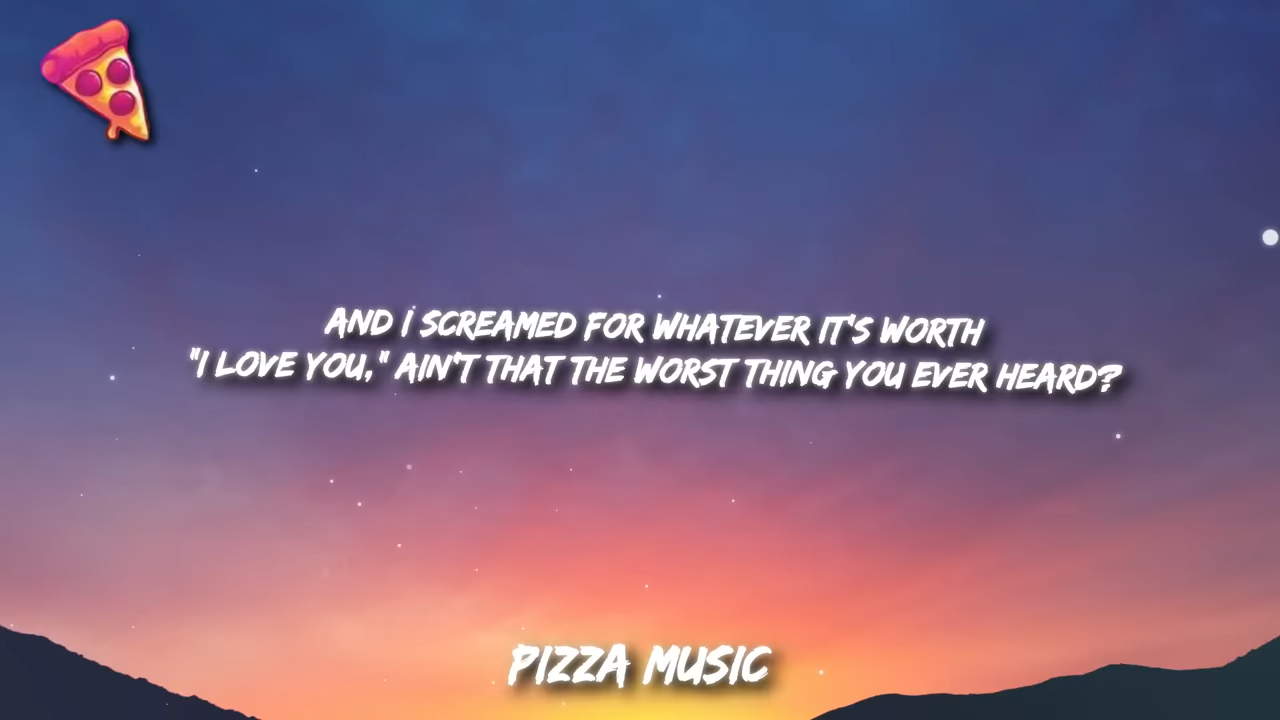 AND I SCREAMED FOR WHATEVER IT'S WORTH
"I LOVE YOU," AIN'T THAT THE WORST THING YOU EVER HEARD?
PIZZA MUSIC